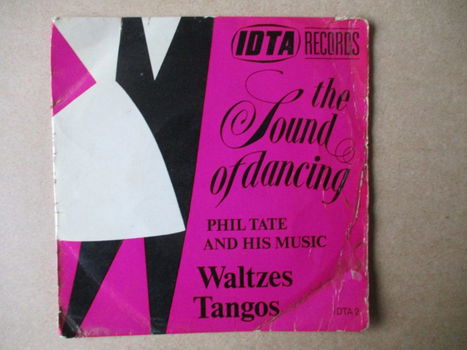 IDTA RECORDS
the
Sound
of dancing
PHIL TATE
AND HIS MUSIC
Waltzes
Tangos
IDTA 2